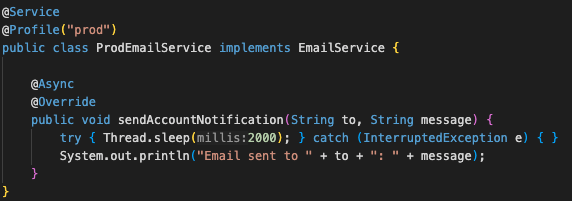 @Service
@Profile("prod")
public class ProdEmailService implements EmailService {
@Async
@Override
public void sendAccountNotification(String to, String message) {
try { Thread.sleep(millis:2000); } catch (InterruptedException e) { }
System.out.println("Email sent to " + to + ": " + message);
}
}